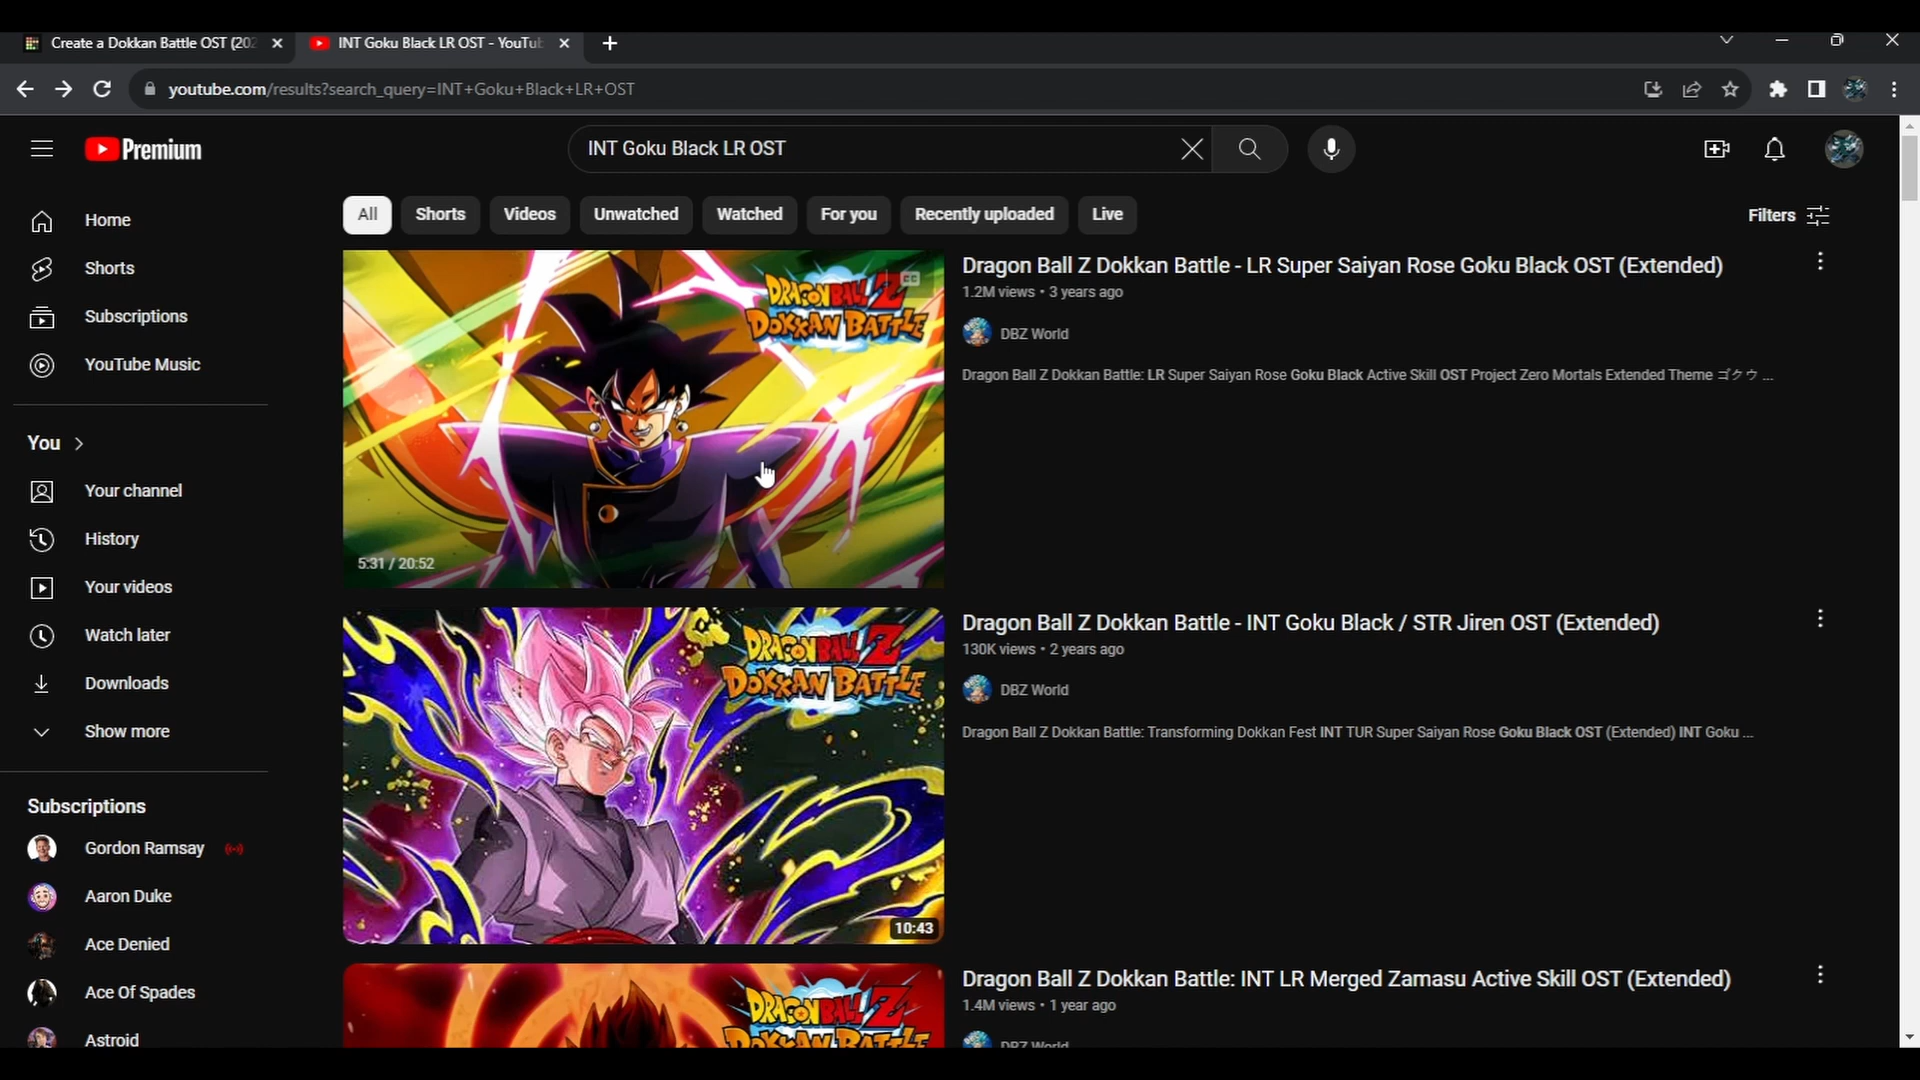 Create a Dokkan Battle OST (202
INT Goku Black LR OST - YouTub
youtube.com/results?search_query=INT+Goku+Black+LR+OST
Premium
INT Goku Black LR OST
All
Shorts
Videos
Unwatched
Watched
For you
Recently uploaded
Live
Filters
Home
Shorts
Subscriptions
YouTube Music
You
Your channel
History
Your videos
Watch later
Downloads
Show more
Subscriptions
Gordon Ramsay
Aaron Duke
Ace Denied
Ace Of Spades
Astroid
DRAGON BALL Z
DOKKAN BATTLE
CC
5:31 / 20:52
Dragon Ball Z Dokkan Battle - LR Super Saiyan Rose Goku Black OST (Extended)
1.2M views • 3 years ago
DBZ World
Dragon Ball Z Dokkan Battle: LR Super Saiyan Rose Goku Black Active Skill OST Project Zero Mortals Extended Theme ゴクウ ...
DRAGON BALL Z
DOKKAN BATTLE
10:43
Dragon Ball Z Dokkan Battle - INT Goku Black / STR Jiren OST (Extended)
130K views • 2 years ago
DBZ World
Dragon Ball Z Dokkan Battle: Transforming Dokkan Fest INT TUR Super Saiyan Rose Goku Black OST (Extended) INT Goku ...
DRAGON BALL Z
DOKKAN BATTLE
Dragon Ball Z Dokkan Battle: INT LR Merged Zamasu Active Skill OST (Extended)
1.4M views • 1 year ago
DBZ World